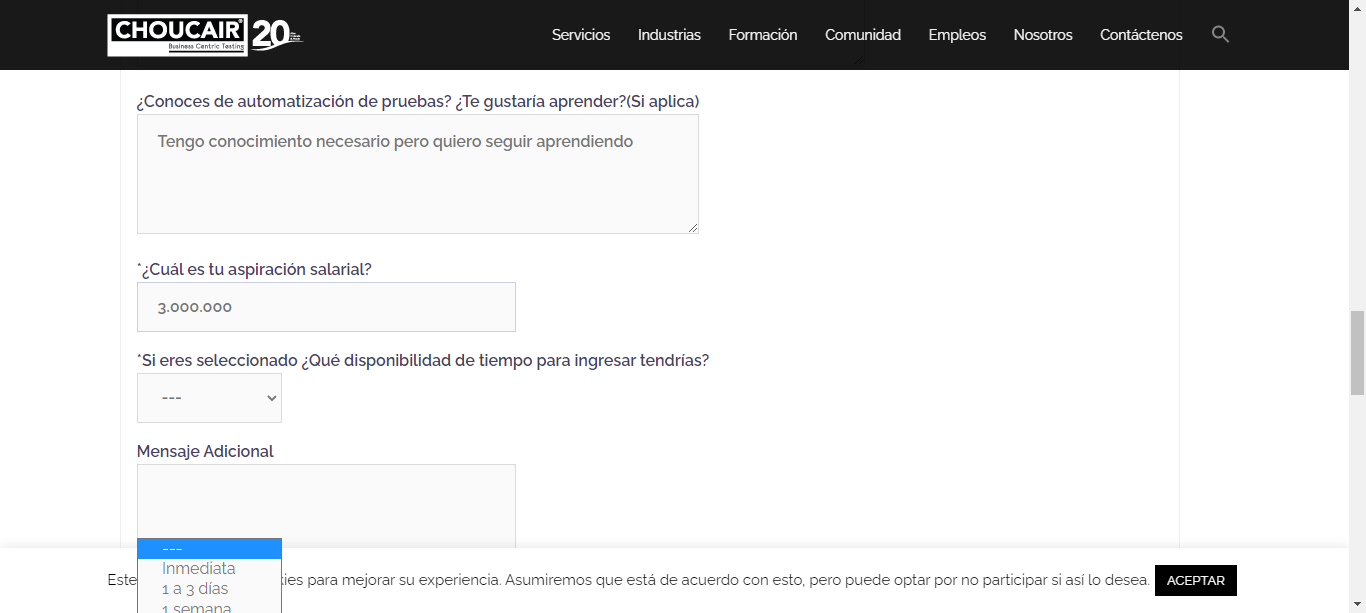 CHOUCAIR®
Business Centric Testing
20
Servicios
Industrias
Formación
Comunidad
Empleos
Nosotros
Contáctenos
¿Conoces de automatización de pruebas? ¿Te gustaría aprender?(Si aplica)
Tengo conocimiento necesario pero quiero seguir aprendiendo
*¿Cuál es tu aspiración salarial?
3.000.000
*Si eres seleccionado ¿Qué disponibilidad de tiempo para ingresar tendrías?
---
Mensaje Adicional
---
Inmediata
1 a 3 días
1 semana
Este
kies para mejorar su experiencia. Asumiremos que está de acuerdo con esto, pero puede optar por no participar si así lo desea.
ACEPTAR